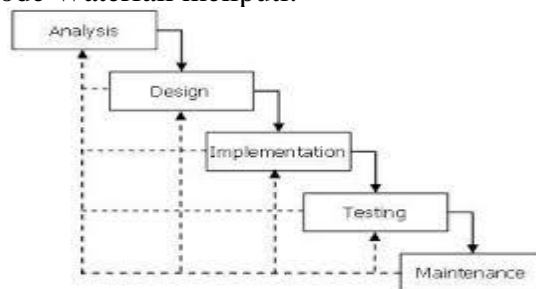 ode Waterfall meliputi:
Analysis
Design
Implementation
Testing
Maintenance